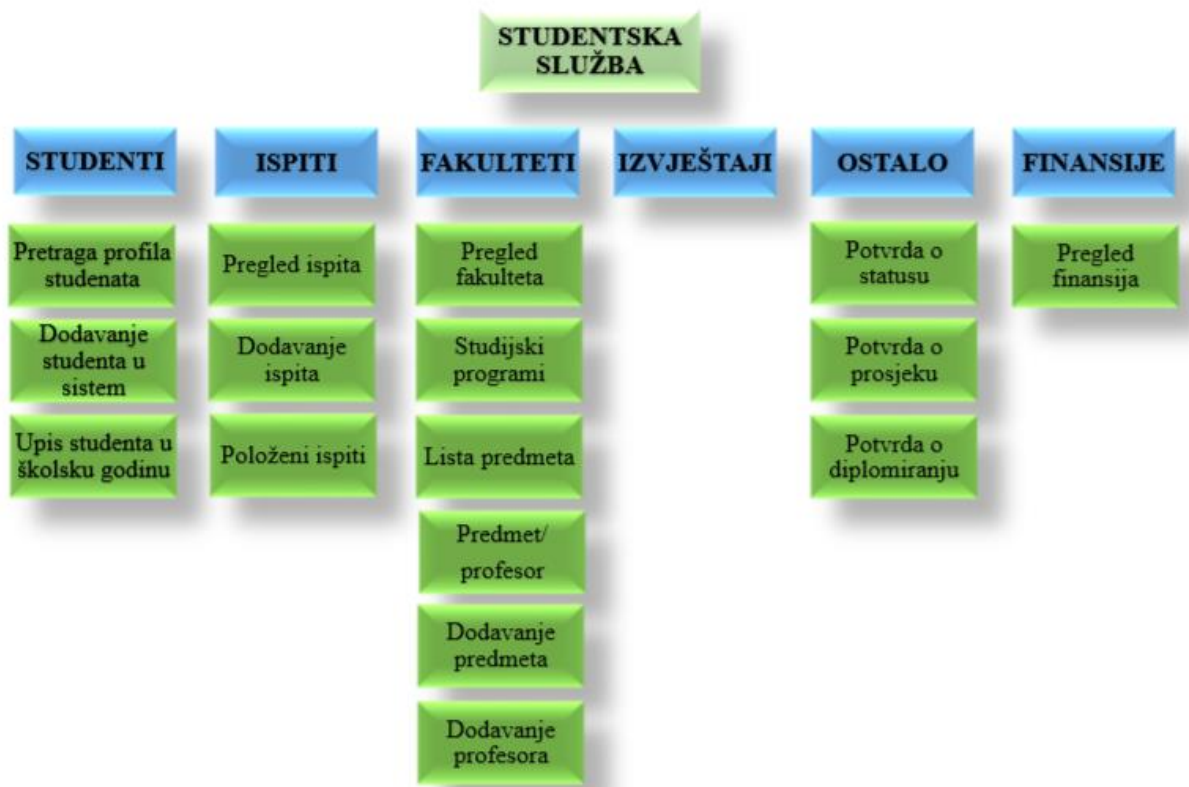 STUDENTSKA
SLUŽBA
STUDENTI
ISPITI
FAKULTETI
IZVJEŠTAJI
OSTALO
FINANSIJE
Pretraga profila
studenata
Dodavanje
studenta u
sistem
Upis studenta u
školsku godinu
Pregled ispita
Dodavanje
ispita
Položeni ispiti
Pregled
fakulteta
Studijski
programi
Lista predmeta
Predmet/
profesor
Dodavanje
predmeta
Dodavanje
profesora
Potvrda o
statusu
Potvrda o
prosjeku
Potvrda o
diplomiranju
Pregled
finansija